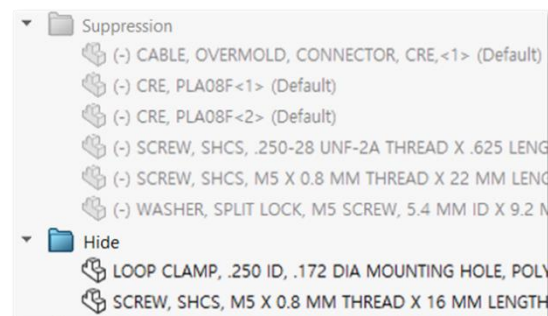 Suppression
(-) CABLE, OVERMOLD, CONNECTOR, CRE,<1> (Default)
(-) CRE, PLA08F<1> (Default)
(-) CRE, PLA08F<2> (Default)
(-) SCREW, SHCS, .250-28 UNF-2A THREAD X .625 LENG
(-) SCREW, SHCS, M5 X 0.8 MM THREAD X 22 MM LENG
(-) WASHER, SPLIT LOCK, M5 SCREW, 5.4 MM ID X 9.2 M
Hide
LOOP CLAMP, .250 ID, .172 DIA MOUNTING HOLE, POLY
SCREW, SHCS, M5 X 0.8 MM THREAD X 16 MM LENGTH